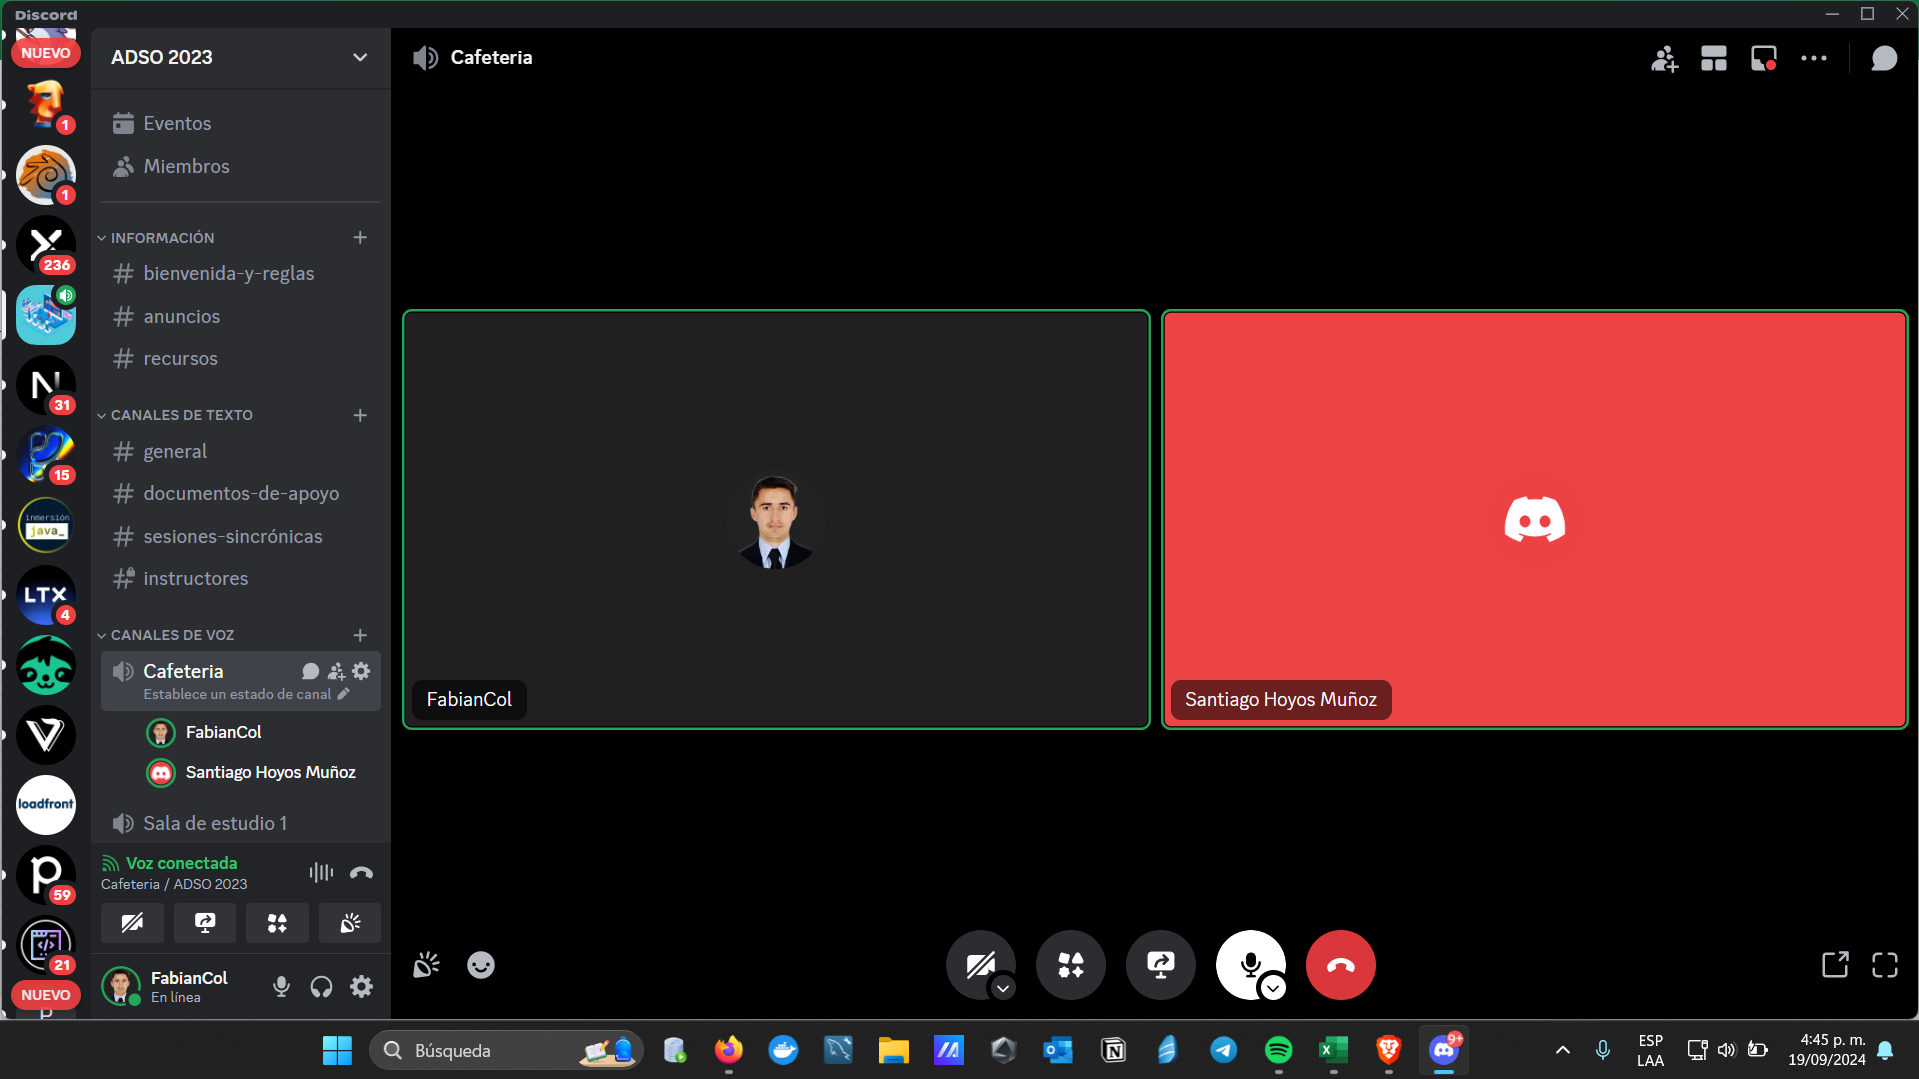 Discord
NUEVO
1
1
236
31
15
inmersión
java_
LTX
4
loadfront
59
21
NUEVO
ADSO 2023
Eventos
Miembros
INFORMACIÓN
bienvenida-y-reglas
anuncios
recursos
CANALES DE TEXTO
general
documentos-de-apoyo
sesiones-sincrónicas
instructores
CANALES DE VOZ
Cafeteria
Establece un estado de canal
FabianCol
Santiago Hoyos Muñoz
Sala de estudio 1
Voz conectada
Cafeteria / ADSO 2023
FabianCol
En línea
Cafeteria
FabianCol
Santiago Hoyos Muñoz
Búsqueda
9+
ESP
LAA
4:45 p. m.
19/09/2024